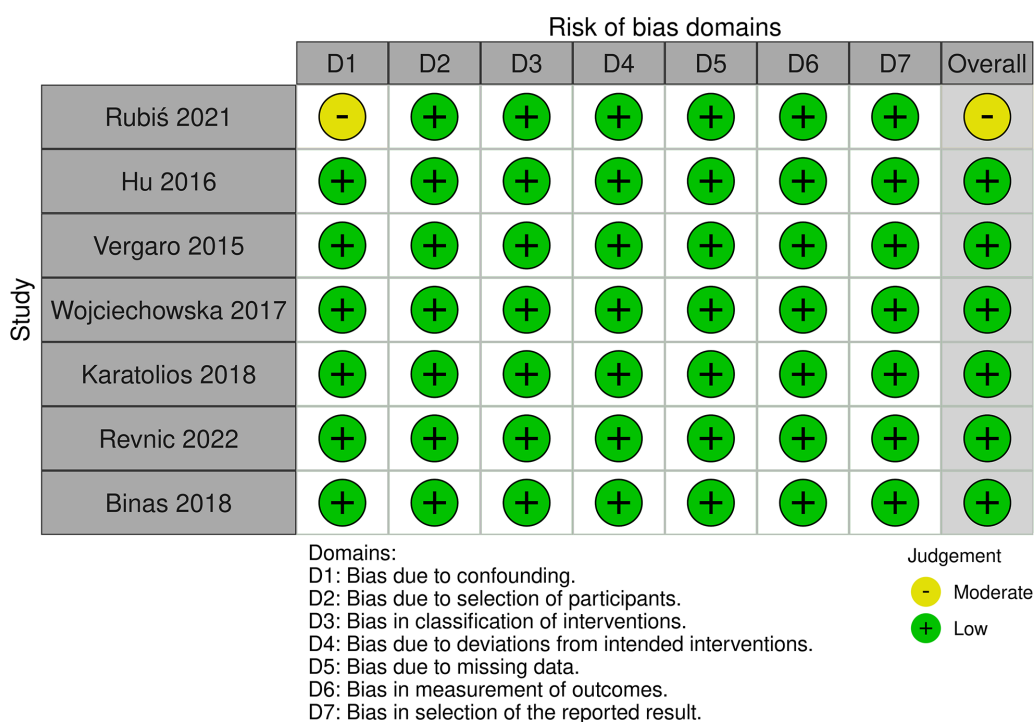 Risk of bias domains
D1 D2 D3 D4 D5 D6 D7 Overall
Study
Rubiś 2021 - + + + + + + -
Hu 2016 + + + + + + + +
Vergaro 2015 + + + + + + + +
Wojciechowska 2017 + + + + + + + +
Karatolios 2018 + + + + + + + +
Revnic 2022 + + + + + + + +
Binas 2018 + + + + + + + +
Domains:
D1: Bias due to confounding.
D2: Bias due to selection of participants.
D3: Bias in classification of interventions.
D4: Bias due to deviations from intended interventions.
D5: Bias due to missing data.
D6: Bias in measurement of outcomes.
D7: Bias in selection of the reported result.
Judgement
- Moderate
+ Low